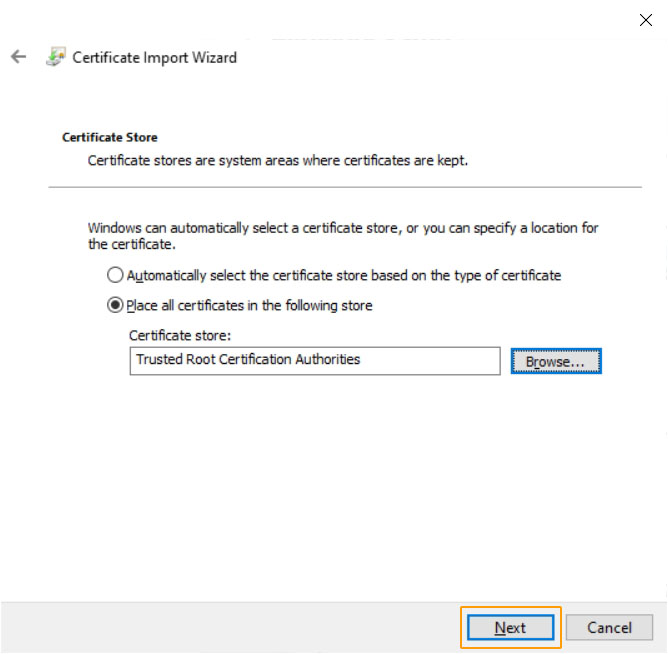 Certificate Import Wizard
Certificate Store
Certificate stores are system areas where certificates are kept.
Windows can automatically select a certificate store, or you can specify a location for
the certificate.
Automatically select the certificate store based on the type of certificate
Place all certificates in the following store
Certificate store:
Trusted Root Certification Authorities
Browse...
Next
Cancel